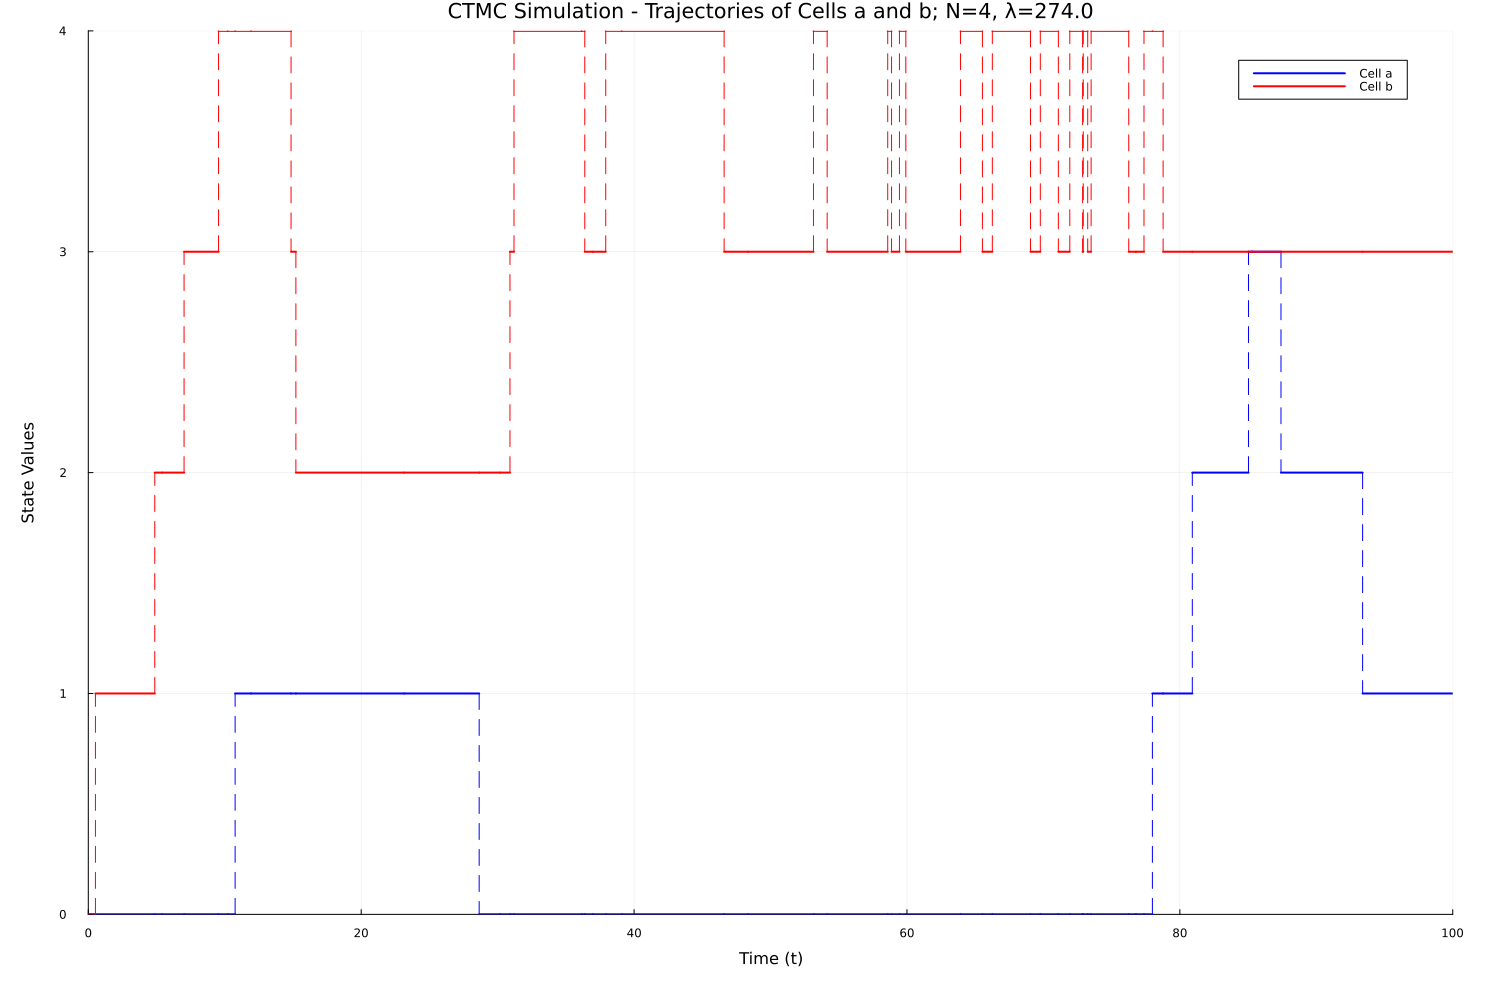 CTMC Simulation - Trajectories of Cells a and b; N=4, λ=274.0
Cell a
Cell b
State Values
4
3
2
1
0
0 20 40 60 80 100
Time (t)